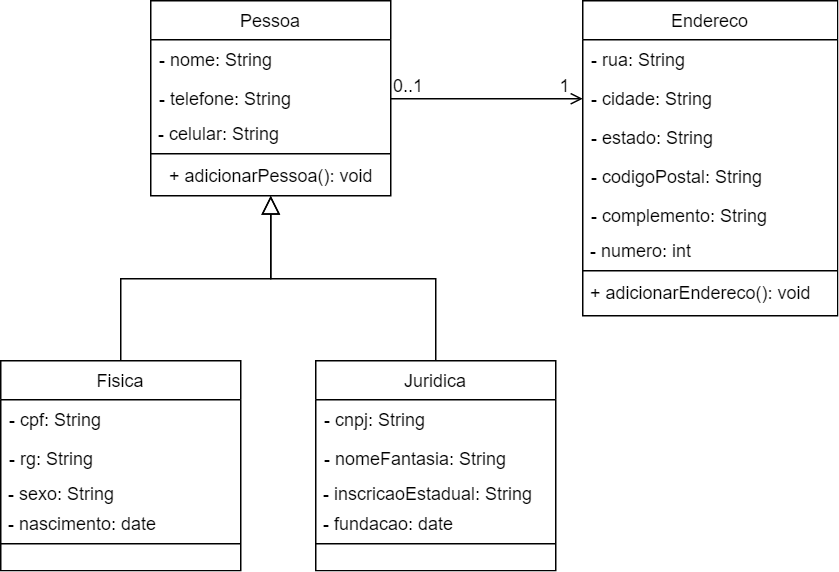 Pessoa
- nome: String
- telefone: String
- celular: String
+ adicionarPessoa(): void
0..1
1
Endereco
- rua: String
- cidade: String
- estado: String
- codigoPostal: String
- complemento: String
- numero: int
+ adicionarEndereco(): void
Fisica
- cpf: String
- rg: String
- sexo: String
- nascimento: date
Juridica
- cnpj: String
- nomeFantasia: String
- inscricaoEstadual: String
- fundacao: date